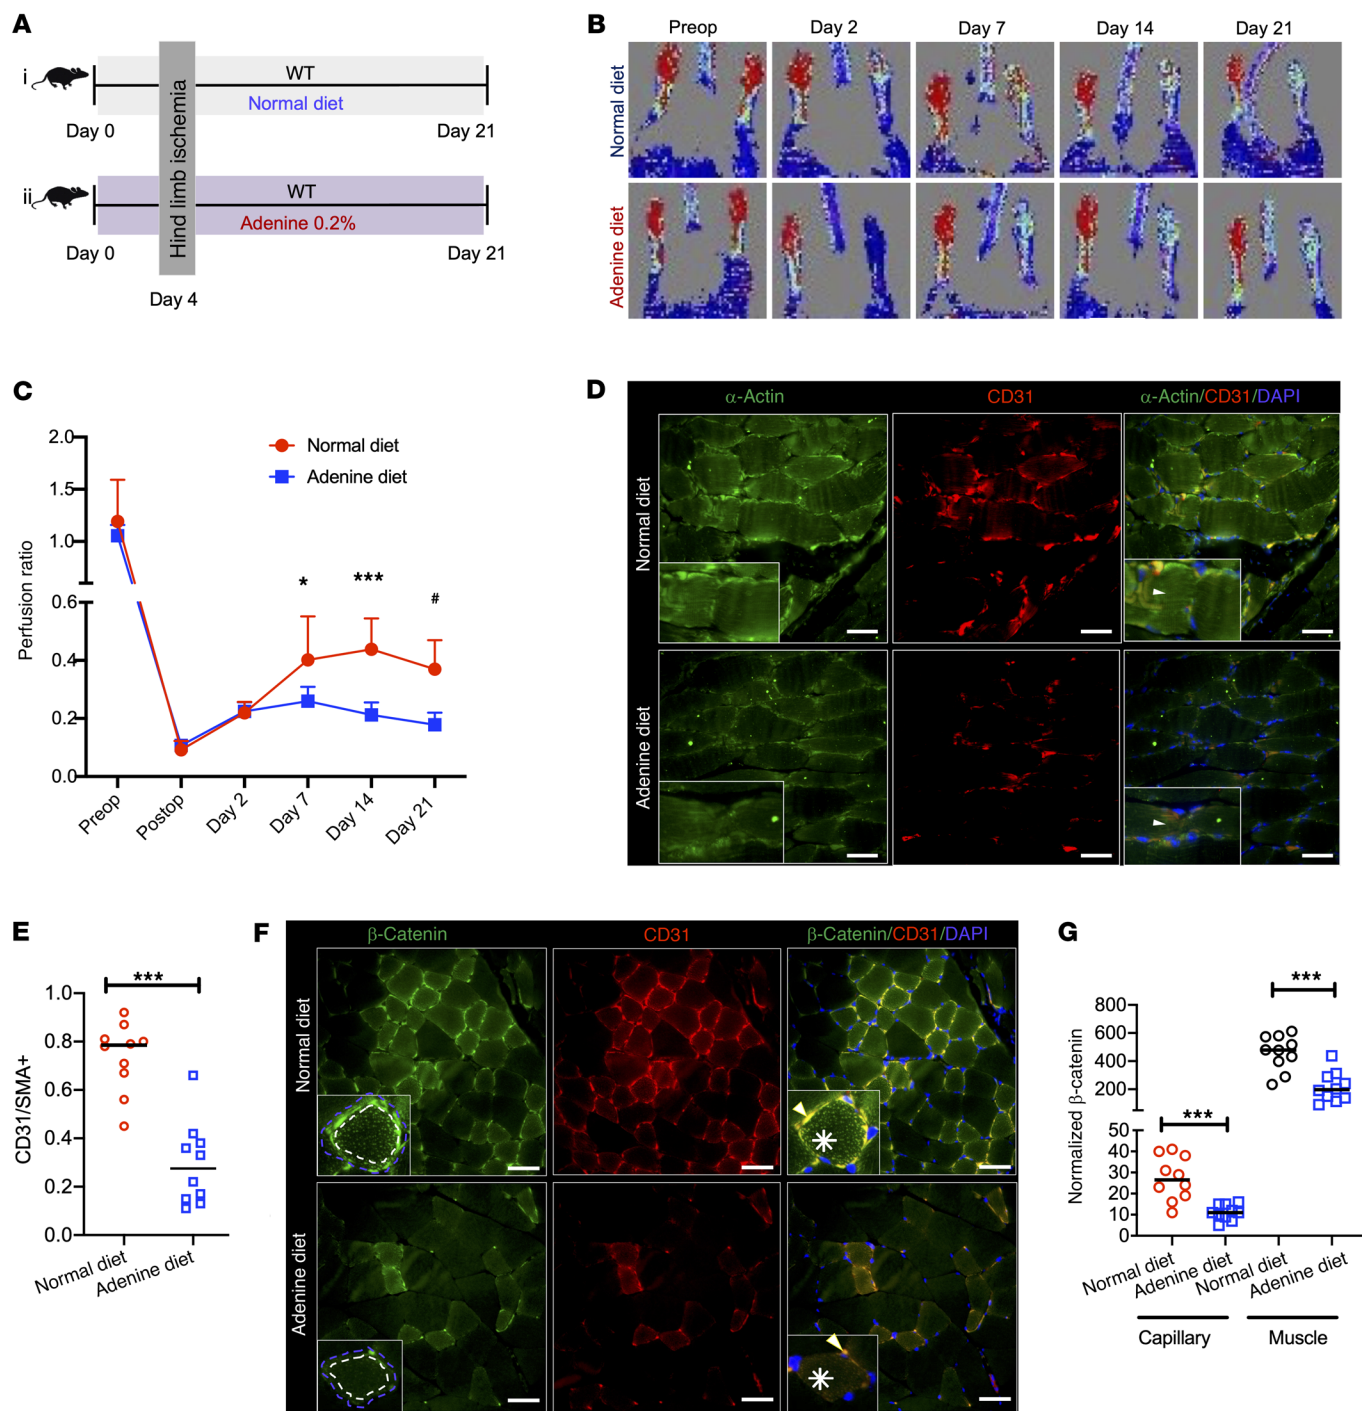 A
i
WT
Normal diet
Day 0
Day 21
ii
WT
Adenine 0.2%
Day 0
Day 21
Hind limb ischemia
Day 4
B
Preop
Day 2
Day 7
Day 14
Day 21
Normal diet
Adenine diet
C
Normal diet
Adenine diet
Perfusion ratio
2.0
1.5
1.0
0.6
0.4
0.2
0.0
*
***
#
Preop
Postop
Day 2
Day 7
Day 14
Day 21
D
α-Actin
CD31
α-Actin/CD31/DAPI
Normal diet
Adenine diet
E
***
CD31/SMA+
1.0
0.8
0.6
0.4
0.2
0.0
Normal diet
Adenine diet
F
β-Catenin
CD31
β-Catenin/CD31/DAPI
Normal diet
Adenine diet
G
***
***
Normalized β-catenin
800
600
400
200
50
40
30
20
10
0
Normal diet
Adenine diet
Normal diet
Adenine diet
Capillary
Muscle